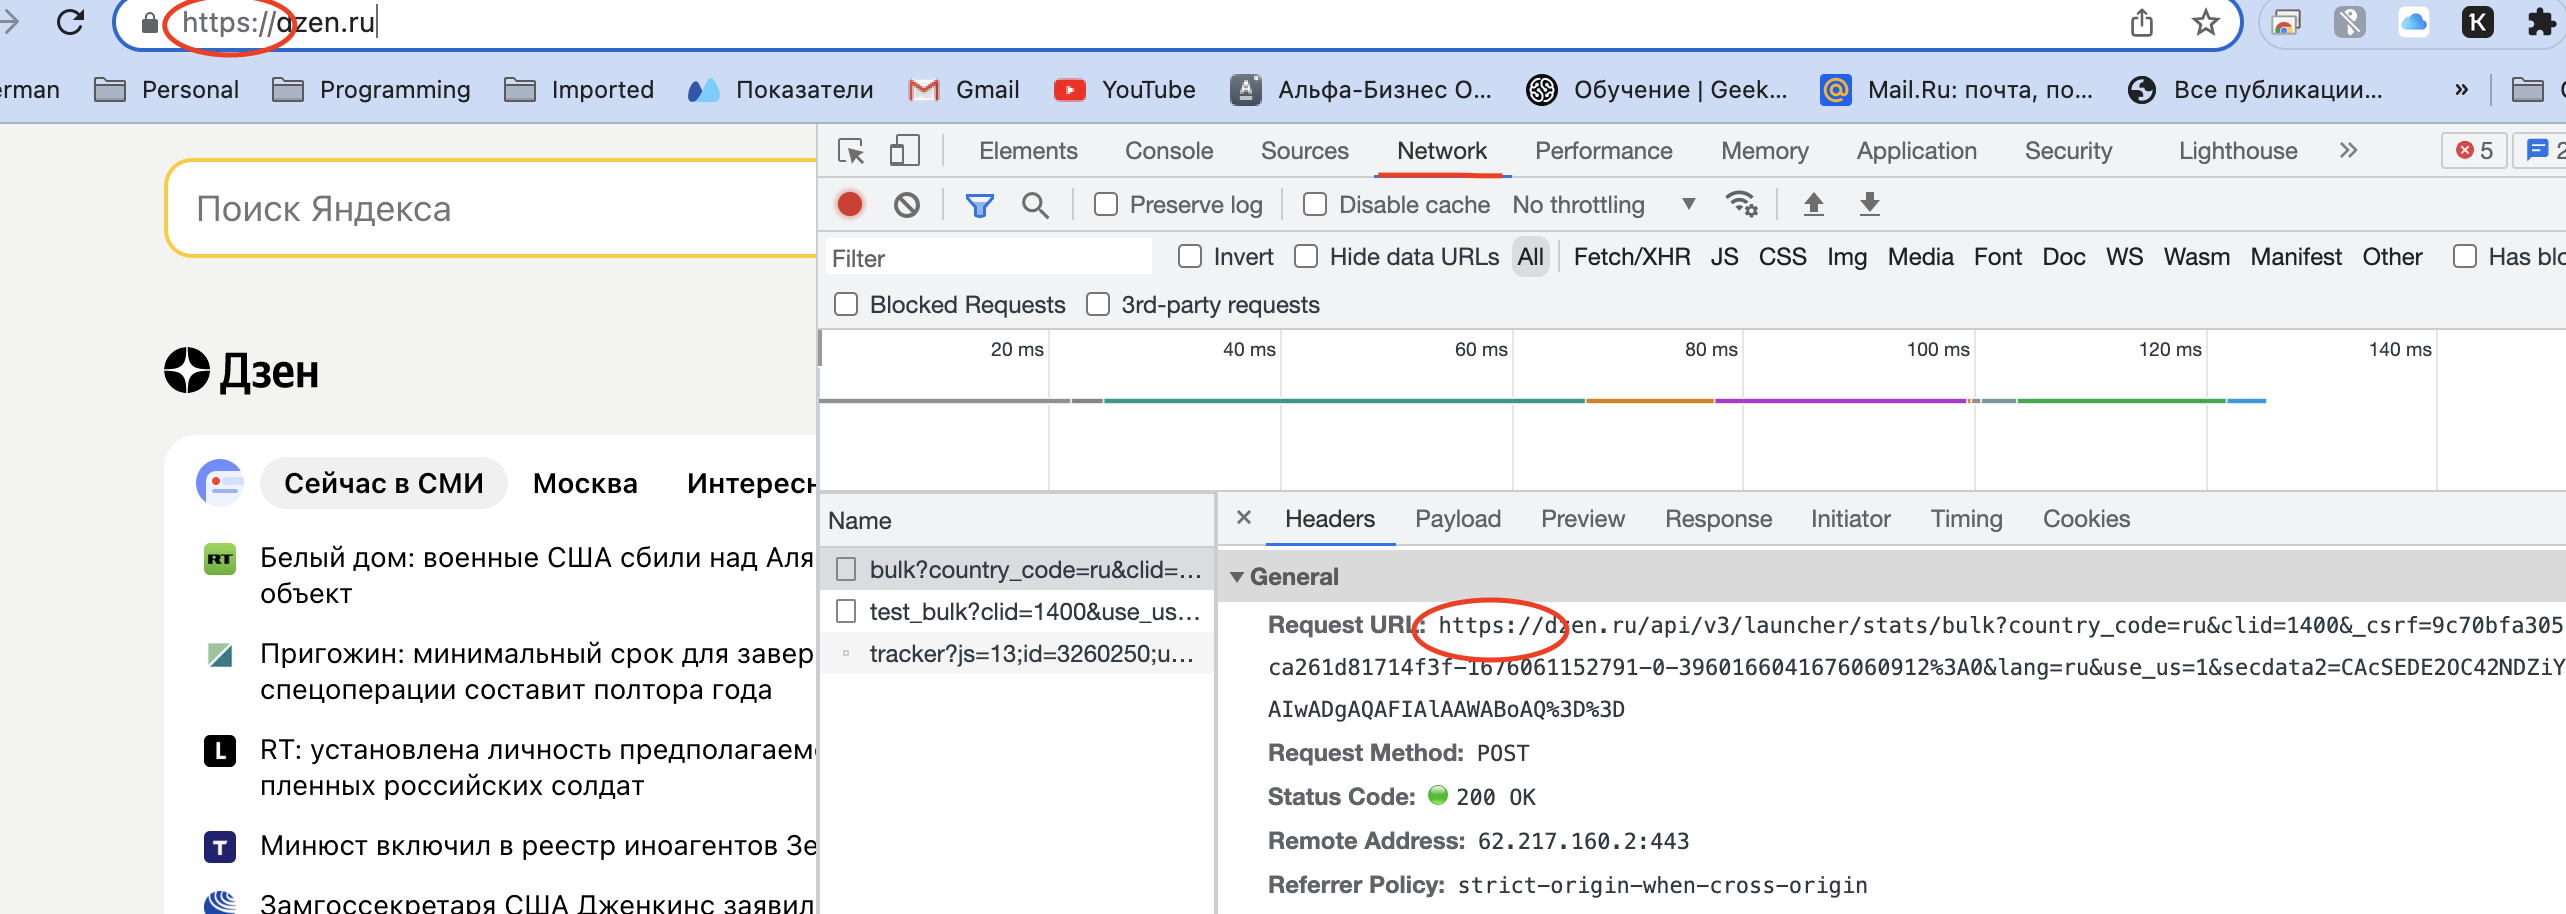 https://dzen.ru
erman Personal Programming Imported Показатели Gmail YouTube Альфа-Бизнес О... Обучение | Geek... Mail.Ru: почта, по... Все публикации... »
Поиск Яндекса
Дзен
Сейчас в СМИ Москва Интересн
RT Белый дом: военные США сбили над Аля
объект
Пригожин: минимальный срок для завер
спецоперации составит полтора года
L RT: установлена личность предполагаем
пленных российских солдат
T Минюст включил в реестр иноагентов Зе
Замгоссекретаря США Дженкинс заявил
Elements Console Sources Network Performance Memory Application Security Lighthouse » 5 2
Preserve log Disable cache No throttling
Filter Invert Hide data URLs All Fetch/XHR JS CSS Img Media Font Doc WS Wasm Manifest Other Has blo
Blocked Requests 3rd-party requests
20 ms 40 ms 60 ms 80 ms 100 ms 120 ms 140 ms
Name
bulk?country_code=ru&clid=...
test_bulk?clid=1400&use_us...
tracker?js=13;id=3260250;u...
× Headers Payload Preview Response Initiator Timing Cookies
General
Request URL: https://dzen.ru/api/v3/launcher/stats/bulk?country_code=ru&clid=1400&_csrf=9c70bfa305
ca261d81714f3f-1676061152791-0-3960166041676060912%3A0&lang=ru&use_us=1&secdata2=CAcSEDE2OC42NDZiY
AIwADgAQAFIAlAAWABoAQ%3D%3D
Request Method: POST
Status Code: 200 OK
Remote Address: 62.217.160.2:443
Referrer Policy: strict-origin-when-cross-origin